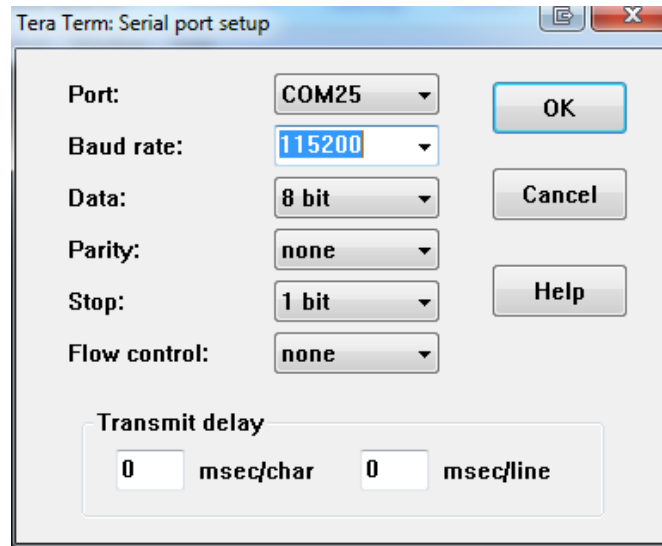 Tera Term: Serial port setup
Port: COM25 OK
Baud rate: 115200
Data: 8 bit Cancel
Parity: none
Stop: 1 bit Help
Flow control: none
Transmit delay
0 msec/char 0 msec/line